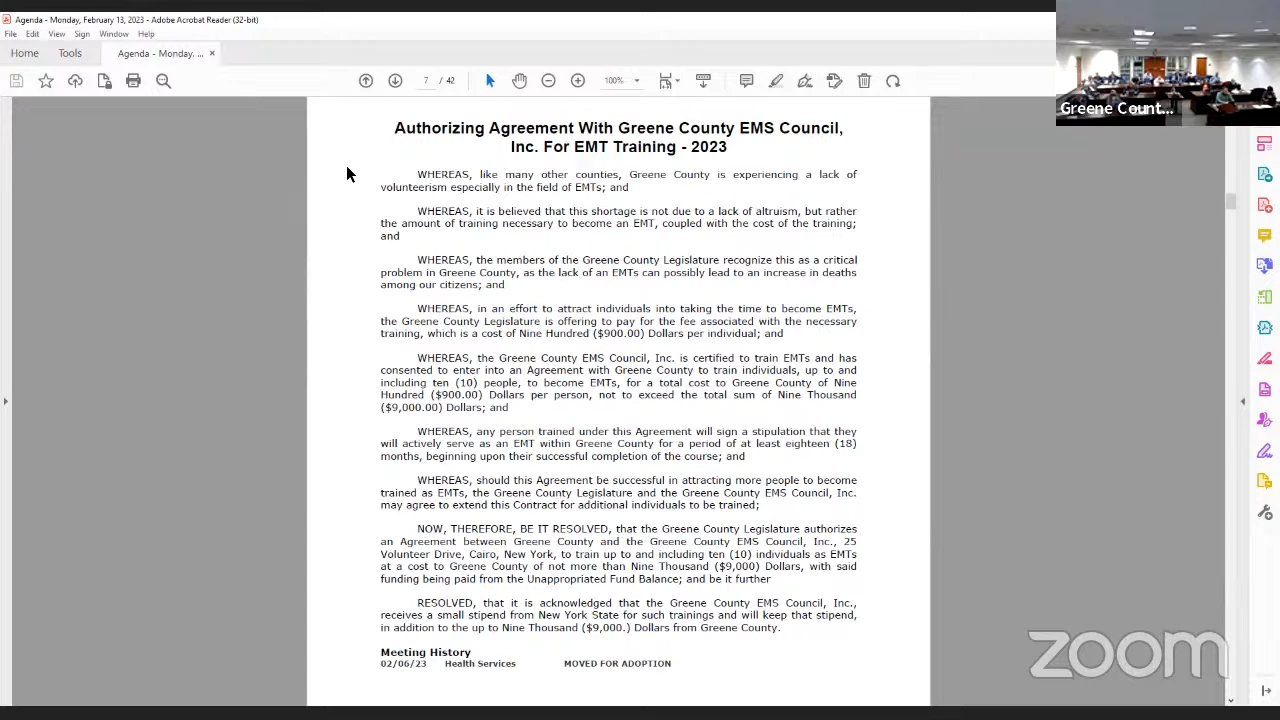 Agenda - Monday, February 13, 2023 - Adobe Acrobat Reader (32-bit)
File Edit View Sign Window Help
Home Tools Agenda - Monday, ... ×
7 / 42 100%
Greene Count...
Authorizing Agreement With Greene County EMS Council,
Inc. For EMT Training - 2023
WHEREAS, like many other counties, Greene County is experiencing a lack of
volunteerism especially in the field of EMTs; and
WHEREAS, it is believed that this shortage is not due to a lack of altruism, but rather
the amount of training necessary to become an EMT, coupled with the cost of the training;
and
WHEREAS, the members of the Greene County Legislature recognize this as a critical
problem in Greene County, as the lack of an EMTs can possibly lead to an increase in deaths
among our citizens; and
WHEREAS, in an effort to attract individuals into taking the time to become EMTs,
the Greene County Legislature is offering to pay for the fee associated with the necessary
training, which is a cost of Nine Hundred ($900.00) Dollars per individual; and
WHEREAS, the Greene County EMS Council, Inc. is certified to train EMTs and has
consented to enter into an Agreement with Greene County to train individuals, up to and
including ten (10) people, to become EMTs, for a total cost to Greene County of Nine
Hundred ($900.00) Dollars per person, not to exceed the total sum of Nine Thousand
($9,000.00) Dollars; and
WHEREAS, any person trained under this Agreement will sign a stipulation that they
will actively serve as an EMT within Greene County for a period of at least eighteen (18)
months, beginning upon their successful completion of the course; and
WHEREAS, should this Agreement be successful in attracting more people to become
trained as EMTs, the Greene County Legislature and the Greene County EMS Council, Inc.
may agree to extend this Contract for additional individuals to be trained;
NOW, THEREFORE, BE IT RESOLVED, that the Greene County Legislature authorizes
an Agreement between Greene County and the Greene County EMS Council, Inc., 25
Volunteer Drive, Cairo, New York, to train up to and including ten (10) individuals as EMTs
at a cost to Greene County of not more than Nine Thousand ($9,000) Dollars, with said
funding being paid from the Unappropriated Fund Balance; and be it further
RESOLVED, that it is acknowledged that the Greene County EMS Council, Inc.,
receives a small stipend from New York State for such trainings and will keep that stipend,
in addition to the up to Nine Thousand ($9,000.) Dollars from Greene County.
Meeting History
02/06/23 Health Services MOVED FOR ADOPTION
zoom